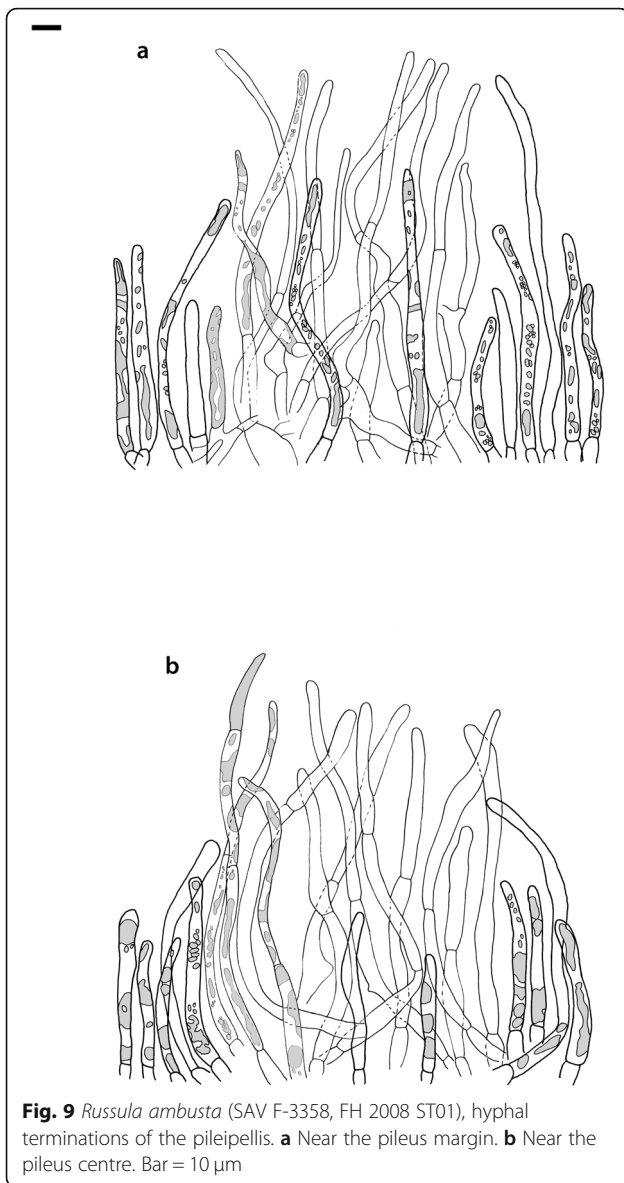 a
b
Fig. 9 Russula ambusta (SAV F-3358, FH 2008 ST01), hyphal
terminations of the pileipellis. a Near the pileus margin. b Near the
pileus centre. Bar = 10 μm